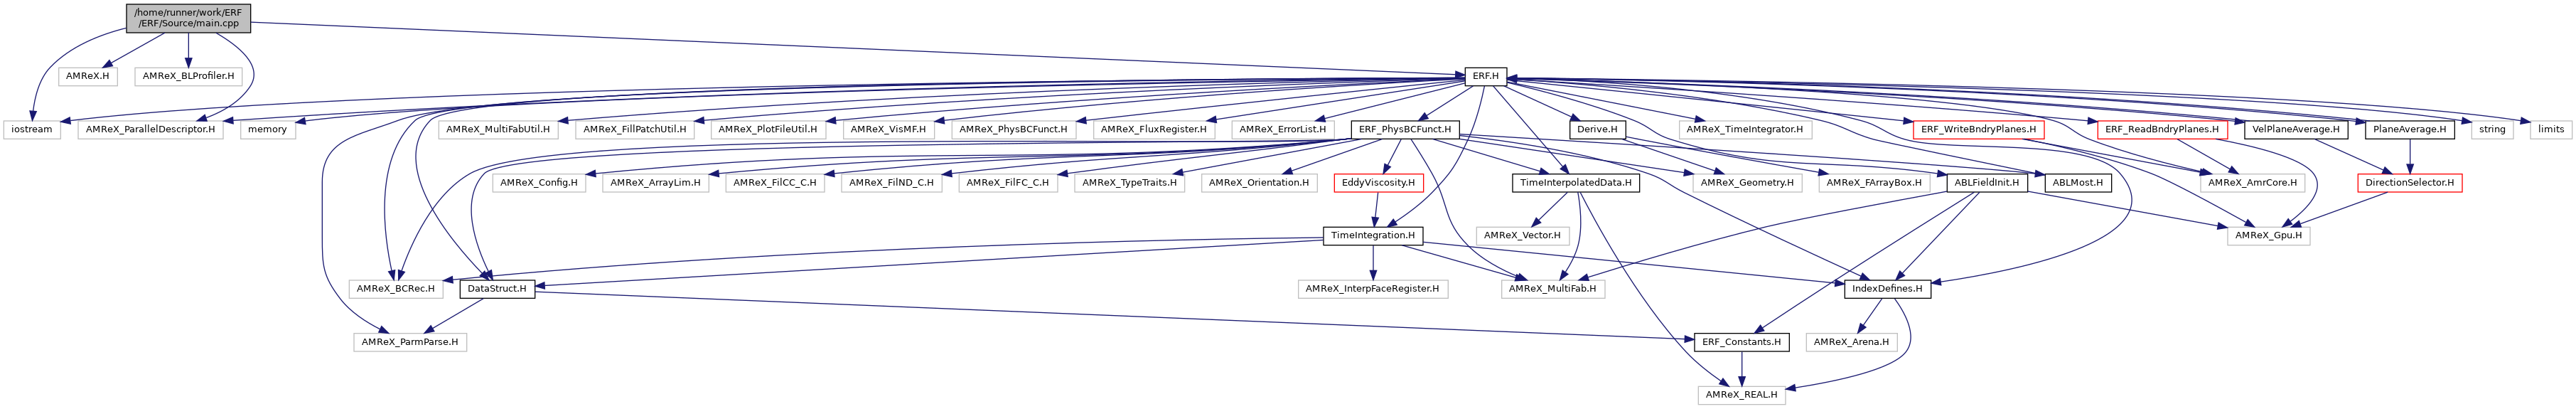 /home/runner/work/ERF
/ERF/Source/main.cpp
AMReX.H
AMReX_BLProfiler.H
ERF.H
iostream
AMReX_ParallelDescriptor.H
memory
AMReX_MultiFabUtil.H
AMReX_FillPatchUtil.H
AMReX_PlotFileUtil.H
AMReX_VisMF.H
AMReX_PhysBCFunct.H
AMReX_FluxRegister.H
AMReX_ErrorList.H
ERF_PhysBCFunct.H
Derive.H
AMReX_TimeIntegrator.H
ERF_WriteBndryPlanes.H
ERF_ReadBndryPlanes.H
VelPlaneAverage.H
PlaneAverage.H
string
limits
AMReX_Config.H
AMReX_ArrayLim.H
AMReX_FilCC_C.H
AMReX_FilND_C.H
AMReX_FilFC_C.H
AMReX_TypeTraits.H
AMReX_Orientation.H
EddyViscosity.H
TimeInterpolatedData.H
AMReX_Geometry.H
AMReX_FArrayBox.H
ABLFieldInit.H
ABLMost.H
AMReX_AmrCore.H
DirectionSelector.H
TimeIntegration.H
AMReX_Vector.H
AMReX_Gpu.H
AMReX_BCRec.H
DataStruct.H
AMReX_InterpFaceRegister.H
AMReX_MultiFab.H
IndexDefines.H
AMReX_ParmParse.H
ERF_Constants.H
AMReX_Arena.H
AMReX_REAL.H